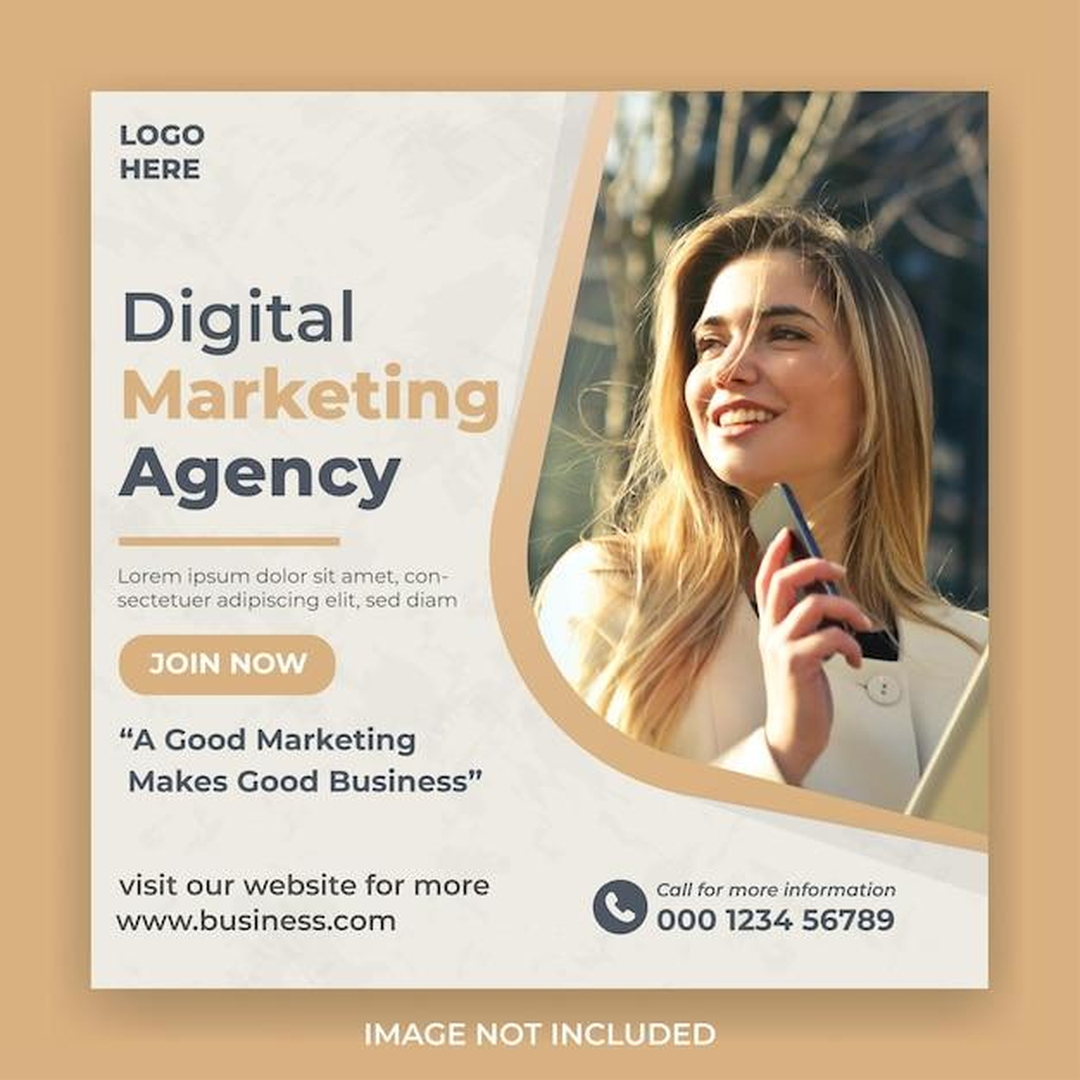 LOGO
HERE
Digital
Marketing
Agency
Lorem ipsum dolor sit amet, con-
sectetuer adipiscing elit, sed diam
JOIN NOW
“A Good Marketing
Makes Good Business”
visit our website for more
www.business.com
Call for more information
000 1234 56789
IMAGE NOT INCLUDED